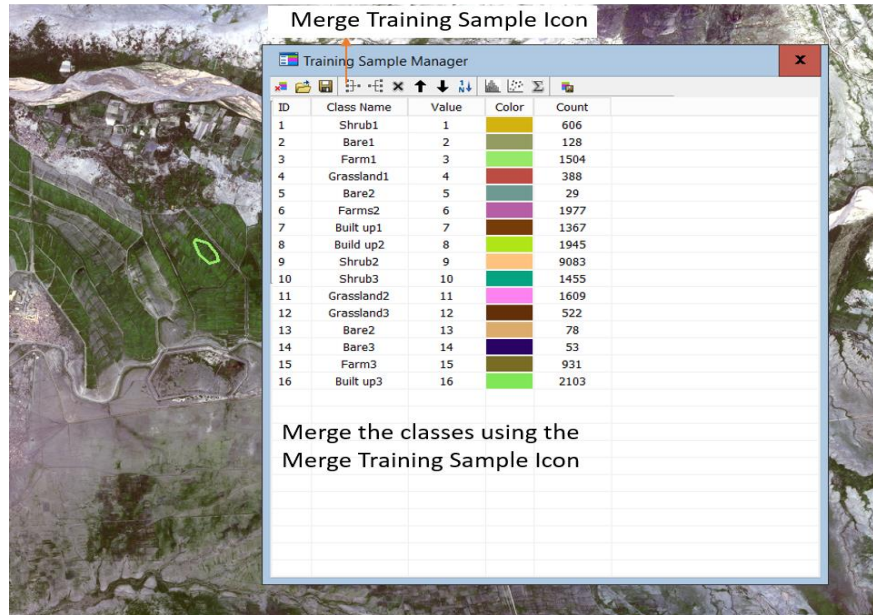 Merge Training Sample Icon
Training Sample Manager
x
ID Class Name Value Color Count
1 Shrub1 1 606
2 Bare1 2 128
3 Farm1 3 1504
4 Grassland1 4 388
5 Bare2 5 29
6 Farms2 6 1977
7 Built up1 7 1367
8 Build up2 8 1945
9 Shrub2 9 9083
10 Shrub3 10 1455
11 Grassland2 11 1609
12 Grassland3 12 522
13 Bare2 13 78
14 Bare3 14 53
15 Farm3 15 931
16 Built up3 16 2103
Merge the classes using the
Merge Training Sample Icon